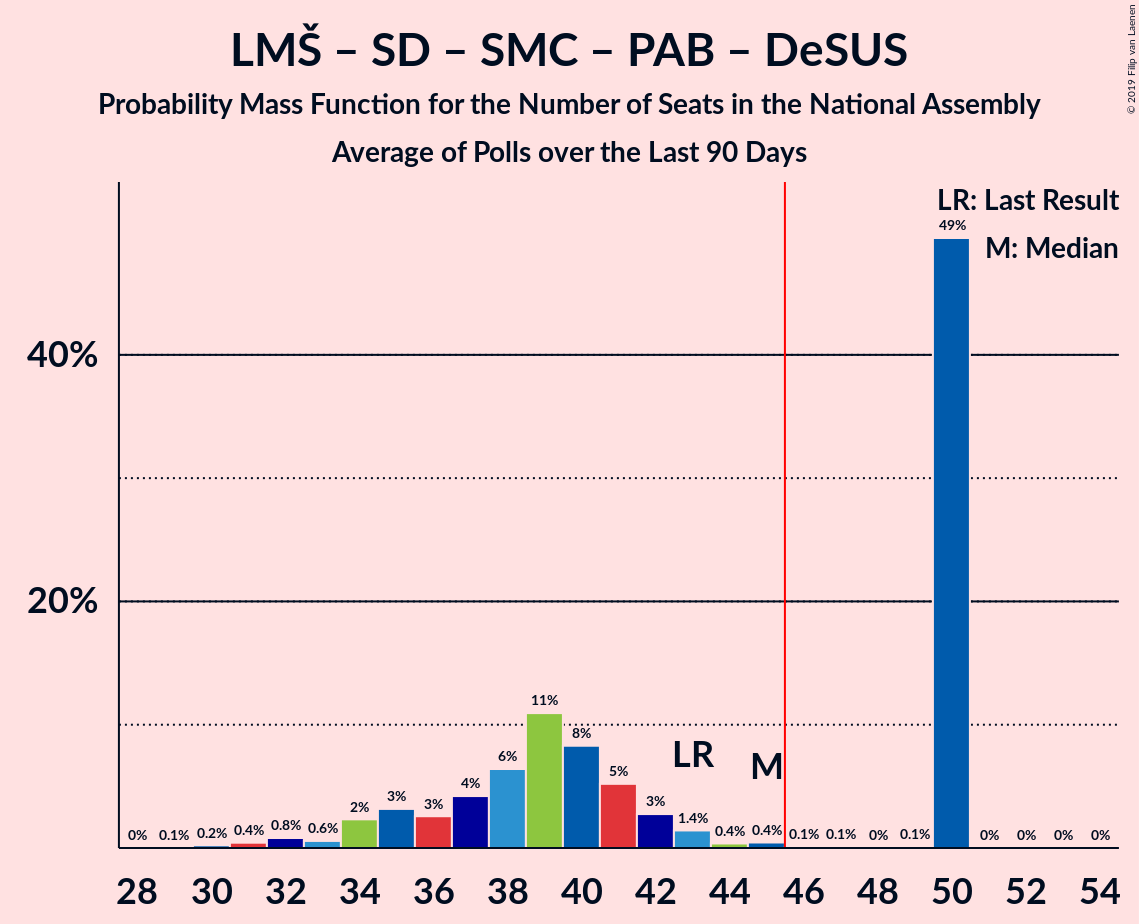 LMŠ – SD – SMC – PAB – DeSUS
Probability Mass Function for the Number of Seats in the National Assembly
Average of Polls over the Last 90 Days
© 2019 Filip van Laenen
LR: Last Result
M: Median
49%
40%
20%
0% 0.1% 0.2% 0.4% 0.8% 0.6% 2% 3% 3% 4% 6% 11% 8% 5% 3% 1.4% 0.4% 0.4% 0.1% 0.1% 0% 0.1% 0% 0% 0% 0%
LR
M
28 30 32 34 36 38 40 42 44 46 48 50 52 54